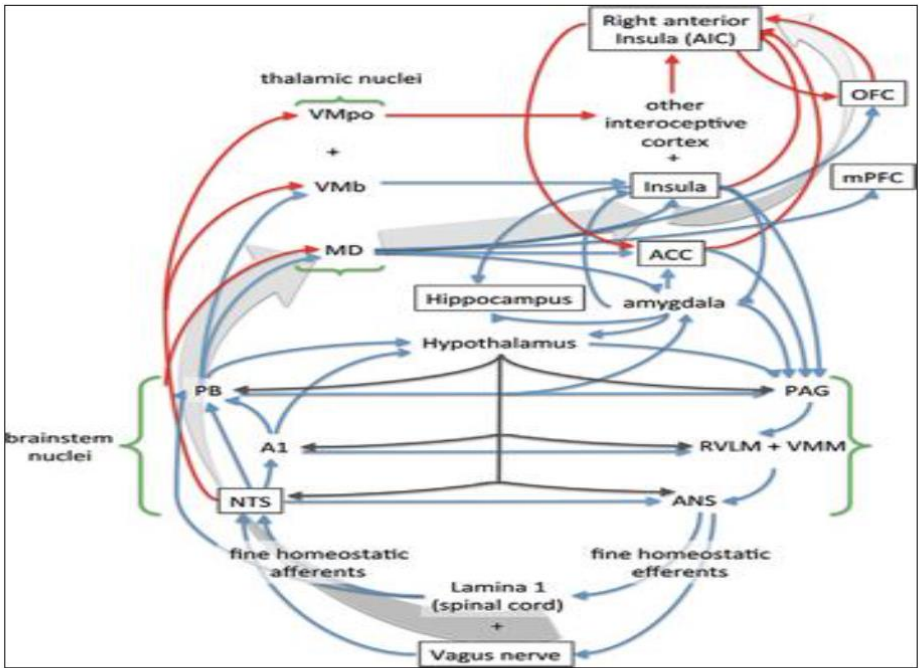 Right anterior
Insula (AIC)
thalamic nuclei
OFC
VMpo
other
interoceptive
cortex
+
+
VMb
Insula
mPFC
MD
ACC
Hippocampus
amygdala
Hypothalamus
PB
PAG
brainstem
nuclei
A1
RVLM + VMM
NTS
ANS
fine homeostatic
afferents
fine homeostatic
efferents
Lamina 1
(spinal cord)
+
Vagus nerve